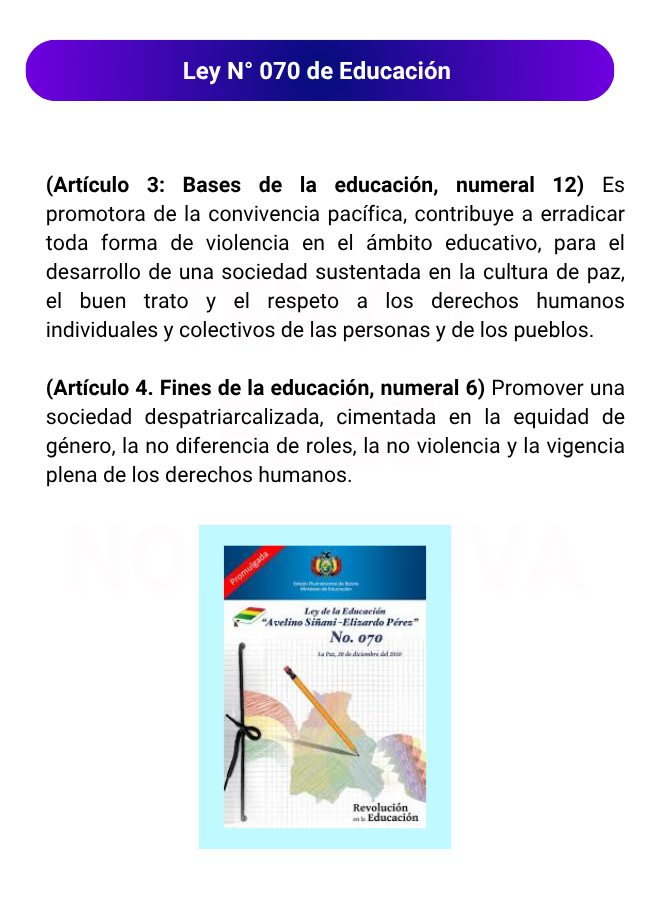 Ley N° 070 de Educación
(Artículo 3: Bases de la educación, numeral 12) Es
promotora de la convivencia pacífica, contribuye a erradicar
toda forma de violencia en el ámbito educativo, para el
desarrollo de una sociedad sustentada en la cultura de paz,
el buen trato y el respeto a los derechos humanos
individuales y colectivos de las personas y de los pueblos.
(Artículo 4. Fines de la educación, numeral 6) Promover una
sociedad despatriarcalizada, cimentada en la equidad de
género, la no diferencia de roles, la no violencia y la vigencia
plena de los derechos humanos.
Promulgada
Estado Plurinacional de Bolivia
Ministerio de Educación
Ley de la Educación
"Avelino Siñani -Elizardo Pérez"
No. 070
La Paz, 20 de diciembre del 2010
Revolución
en la Educación